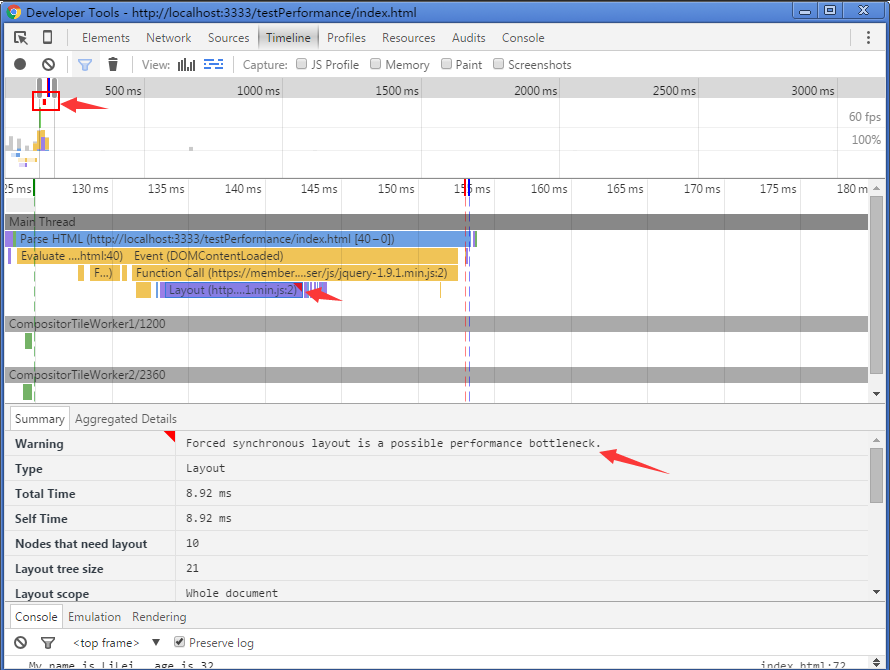 Developer Tools - http://localhost:3333/testPerformance/index.html
Elements Network Sources Timeline Profiles Resources Audits Console
View: Capture: JS Profile Memory Paint Screenshots
500 ms 1000 ms 1500 ms 2000 ms 2500 ms 3000 ms
60 fps
100%
25 ms 130 ms 135 ms 140 ms 145 ms 150 ms 155 ms 160 ms 165 ms 170 ms 175 ms 180 m
Main Thread
Parse HTML (http://localhost:3333/testPerformance/index.html [40–0])
Evaluate ....html:40) Event (DOMContentLoaded)
F...) Function Call (https://member....ser/js/jquery-1.9.1.min.js:2)
Layout (http....1.min.js:2)
CompositorTileWorker1/1200
CompositorTileWorker2/2360
Summary Aggregated Details
Warning Forced synchronous layout is a possible performance bottleneck.
Type Layout
Total Time 8.92 ms
Self Time 8.92 ms
Nodes that need layout 10
Layout tree size 21
Layout scope Whole document
Console Emulation Rendering
<top frame> ▼ Preserve log
My name is LiLei, age is 32 index.html:72